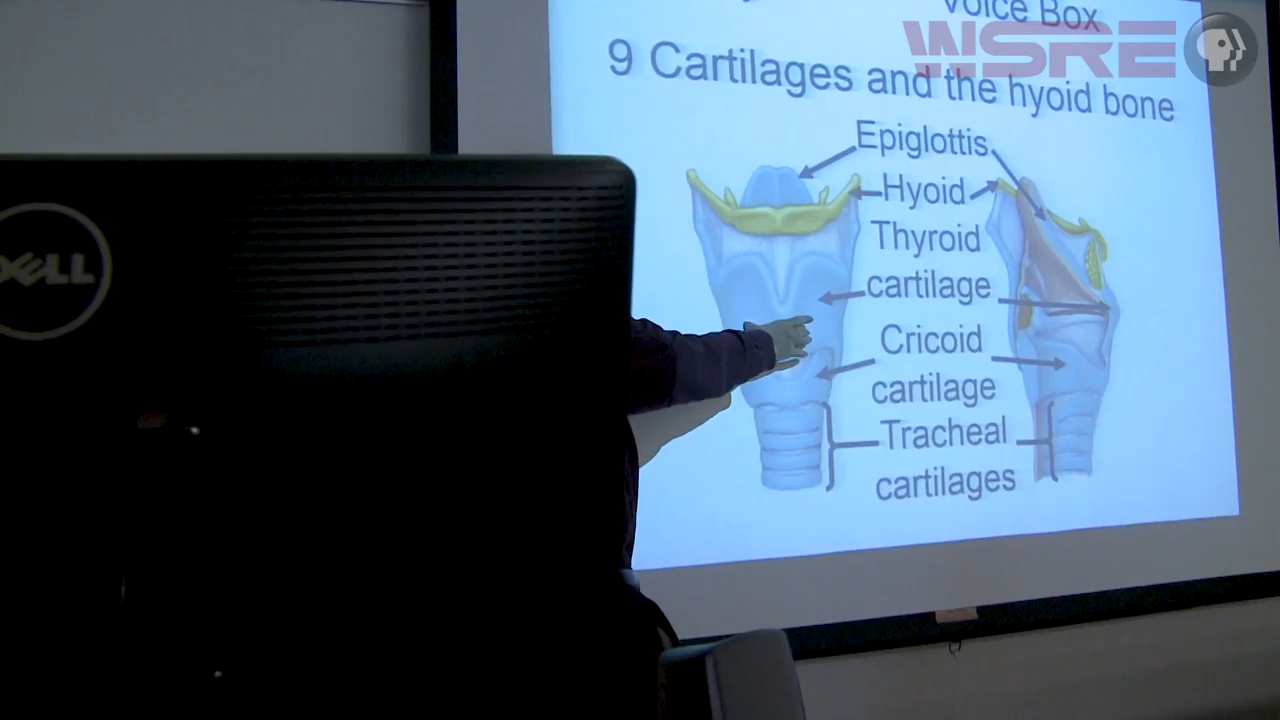 Voice Box
WSRE
9 Cartilages and the hyoid bone
Epiglottis
Hyoid
Thyroid
cartilage
Cricoid
cartilage
Tracheal
cartilages
DELL